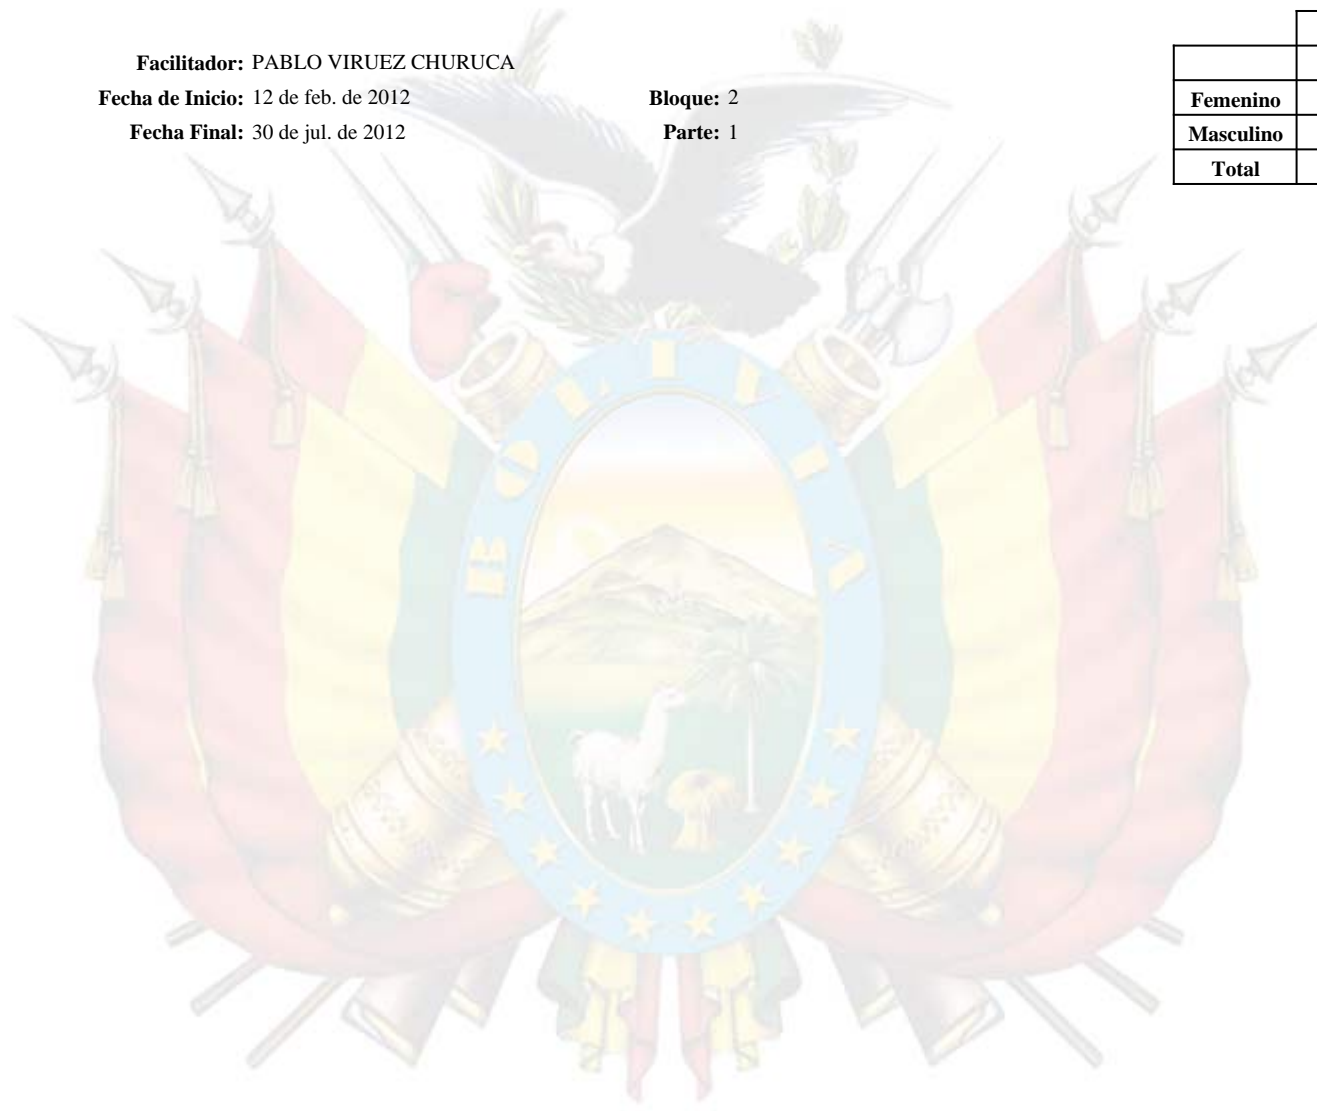 Facilitador: PABLO VIRUEZ CHURUCA
Fecha de Inicio: 12 de feb. de 2012 Bloque: 2
Femenino
Fecha Final: 30 de jul. de 2012 Parte: 1
Masculino
Total
BOLIVIA